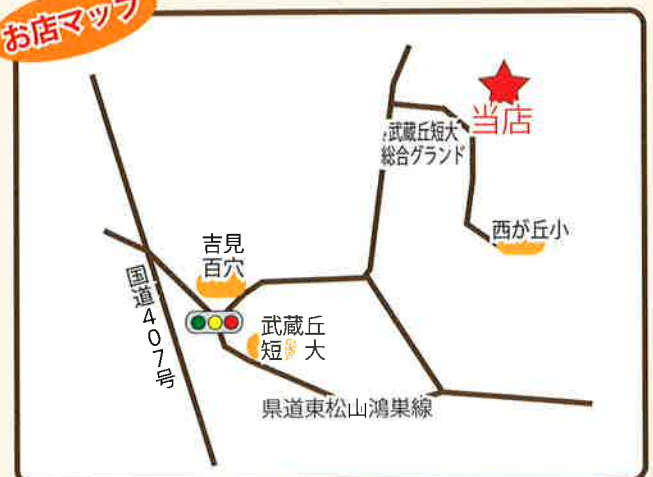 お店マップ
当店
武蔵丘短大
総合グランド
西が丘小
吉見
百穴
国道407号
武蔵丘
短大
県道東松山鴻巣線